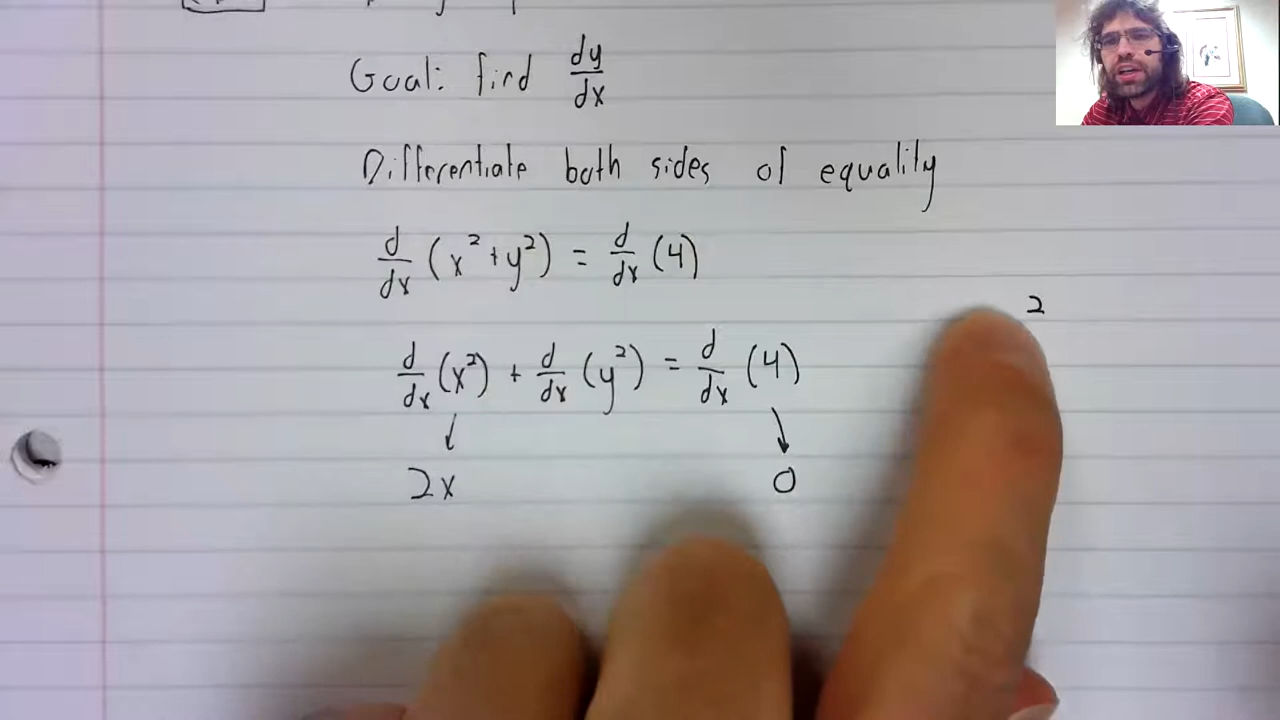 Goal: find dy/dx
Differentiate both sides of equality
d/dx (x² + y²) = d/dx (4)
2
d/dx (x²) + d/dx (y²) = d/dx (4)
↓ ↓
2x 0